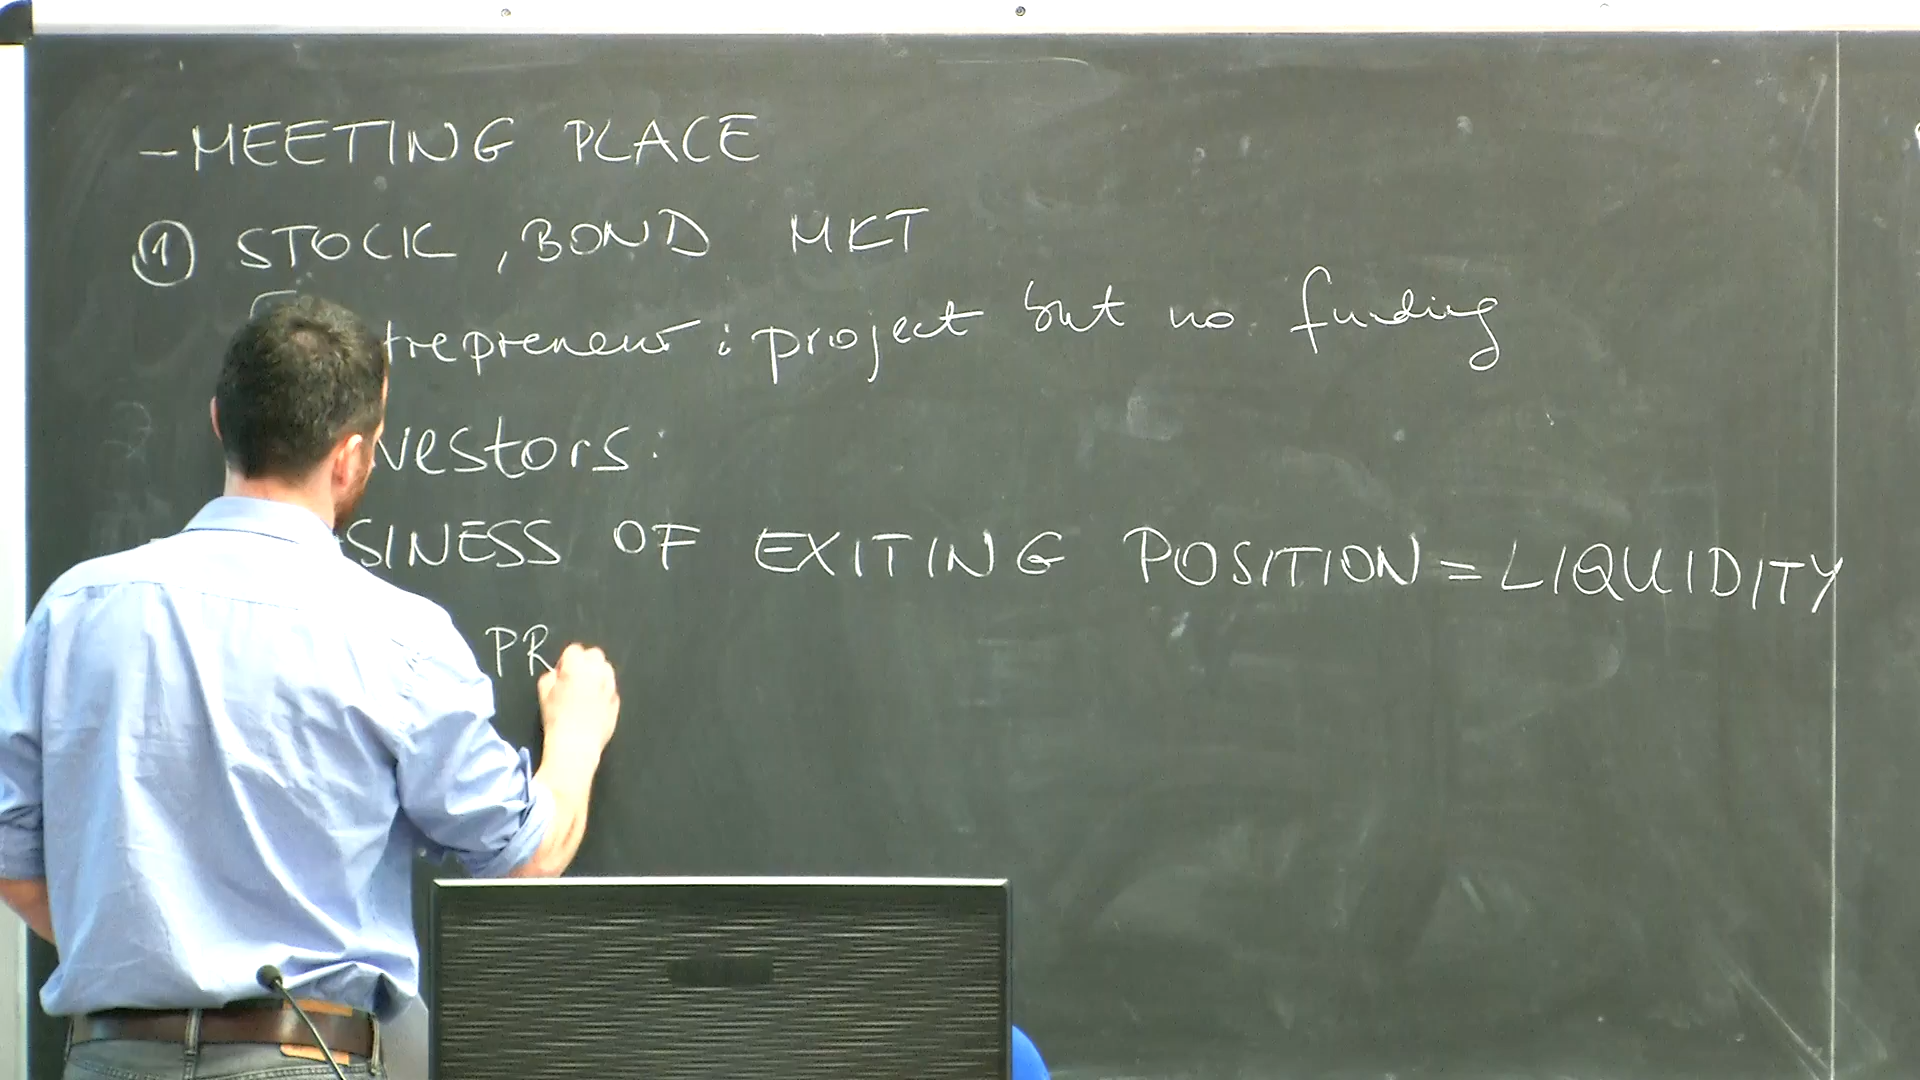 - MEETING PLACE
① STOCK, BOND MKT
trepreneur : project but no funding
vestors :
SINESS OF EXITING POSITION = LIQUIDITY
PR